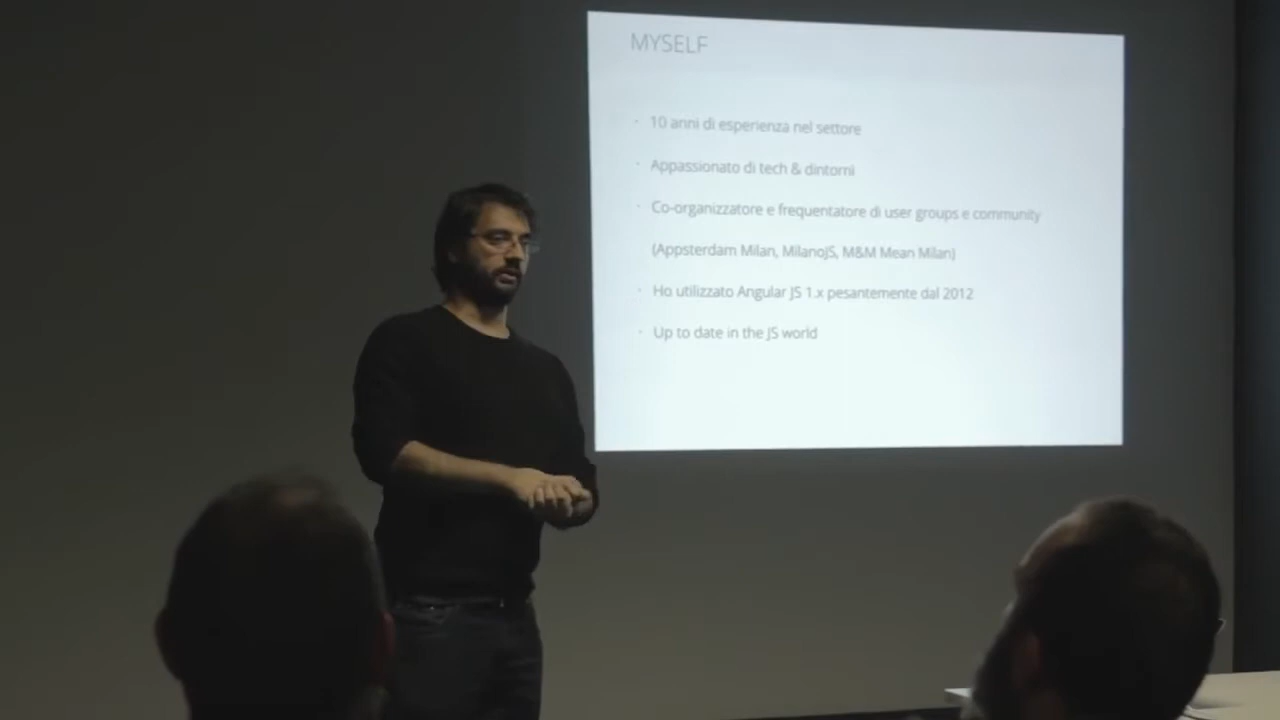 MYSELF
· 10 anni di esperienza nel settore
· Appassionato di tech & dintorni
· Co-organizzatore e frequentatore di user groups e community
(Appsterdam Milan, MilanoJS, M&M Mean Milan)
· Ho utilizzato Angular JS 1.x pesantemente dal 2012
· Up to date in the JS world